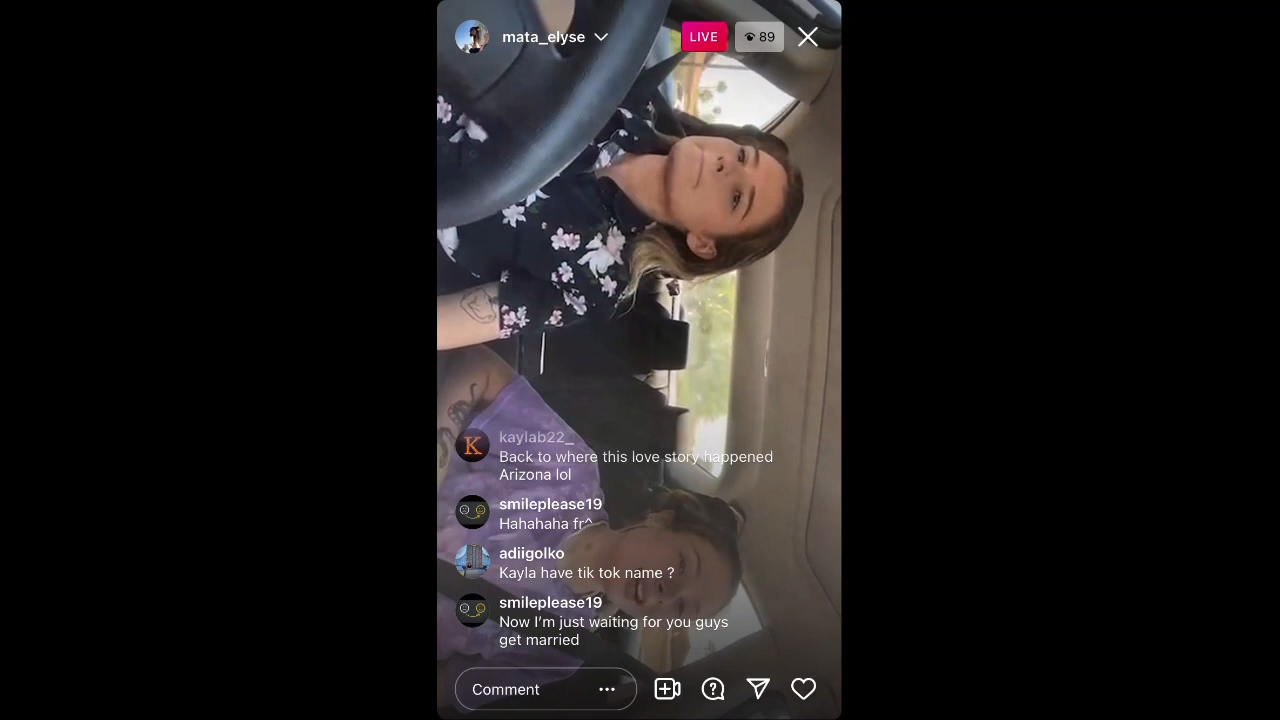 mata_elyse
LIVE
89
K
kaylab22_
Back to where this love story happened
Arizona lol
smileplease19
Hahahaha fr^
adiigolko
Kayla have tik tok name ?
smileplease19
Now I'm just waiting for you guys
get married
Comment